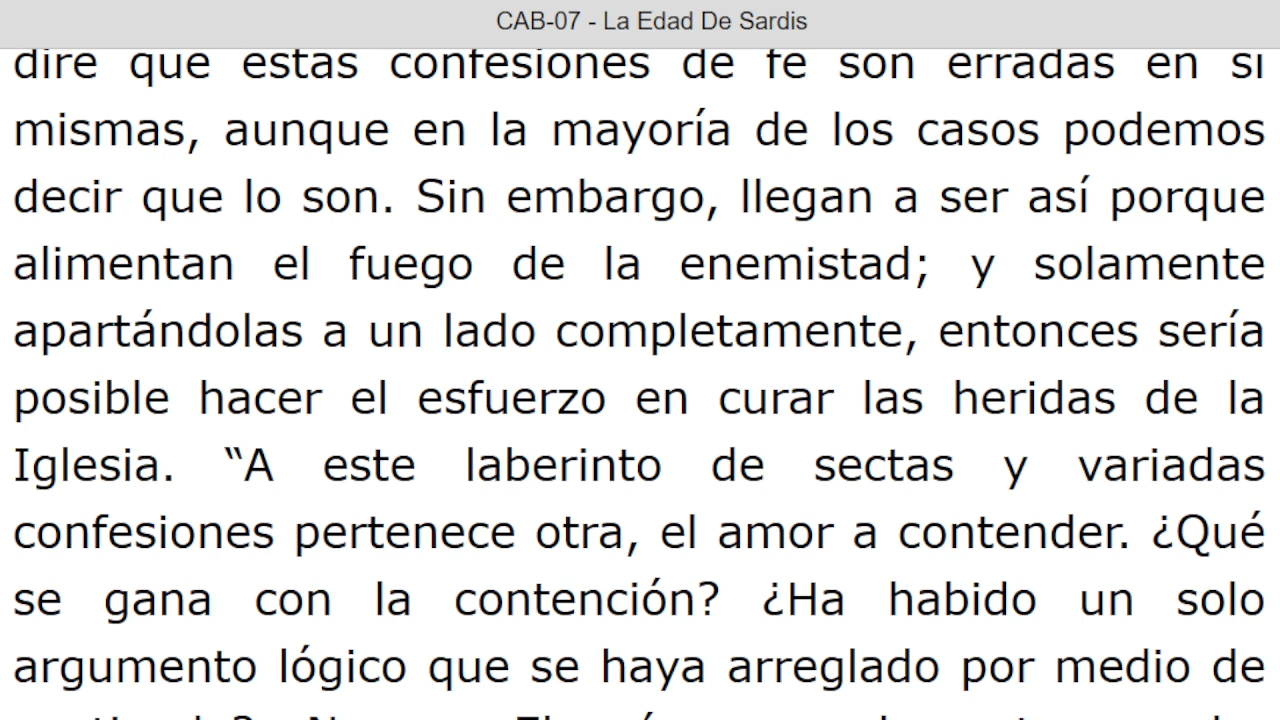 CAB-07 - La Edad De Sardis
diré que estas confesiones de fe son erradas en sí
mismas, aunque en la mayoría de los casos podemos
decir que lo son. Sin embargo, llegan a ser así porque
alimentan el fuego de la enemistad; y solamente
apartándolas a un lado completamente, entonces sería
posible hacer el esfuerzo en curar las heridas de la
Iglesia. “A este laberinto de sectas y variadas
confesiones pertenece otra, el amor a contender. ¿Qué
se gana con la contención? ¿Ha habido un solo
argumento lógico que se haya arreglado por medio de